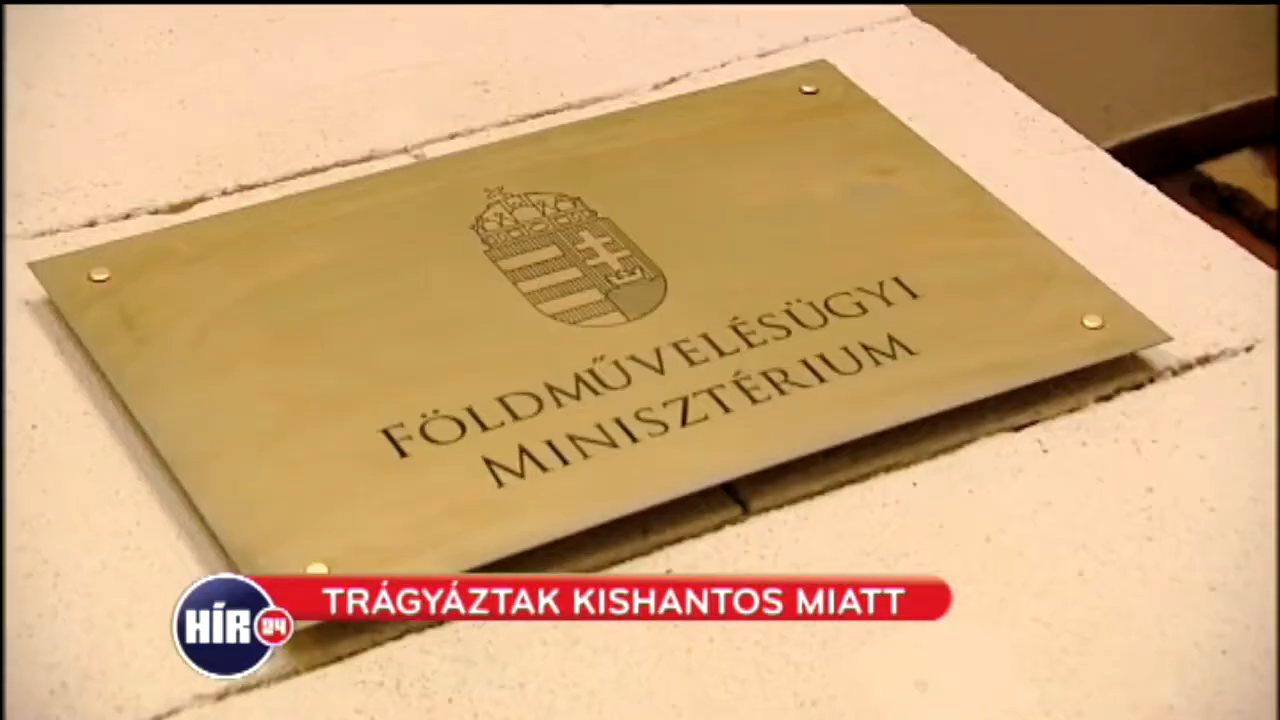 FÖLDMŰVELÉSÜGYI
MINISZTÉRIUM
TRÁGYÁZTAK KISHANTOS MIATT
HÍR
24